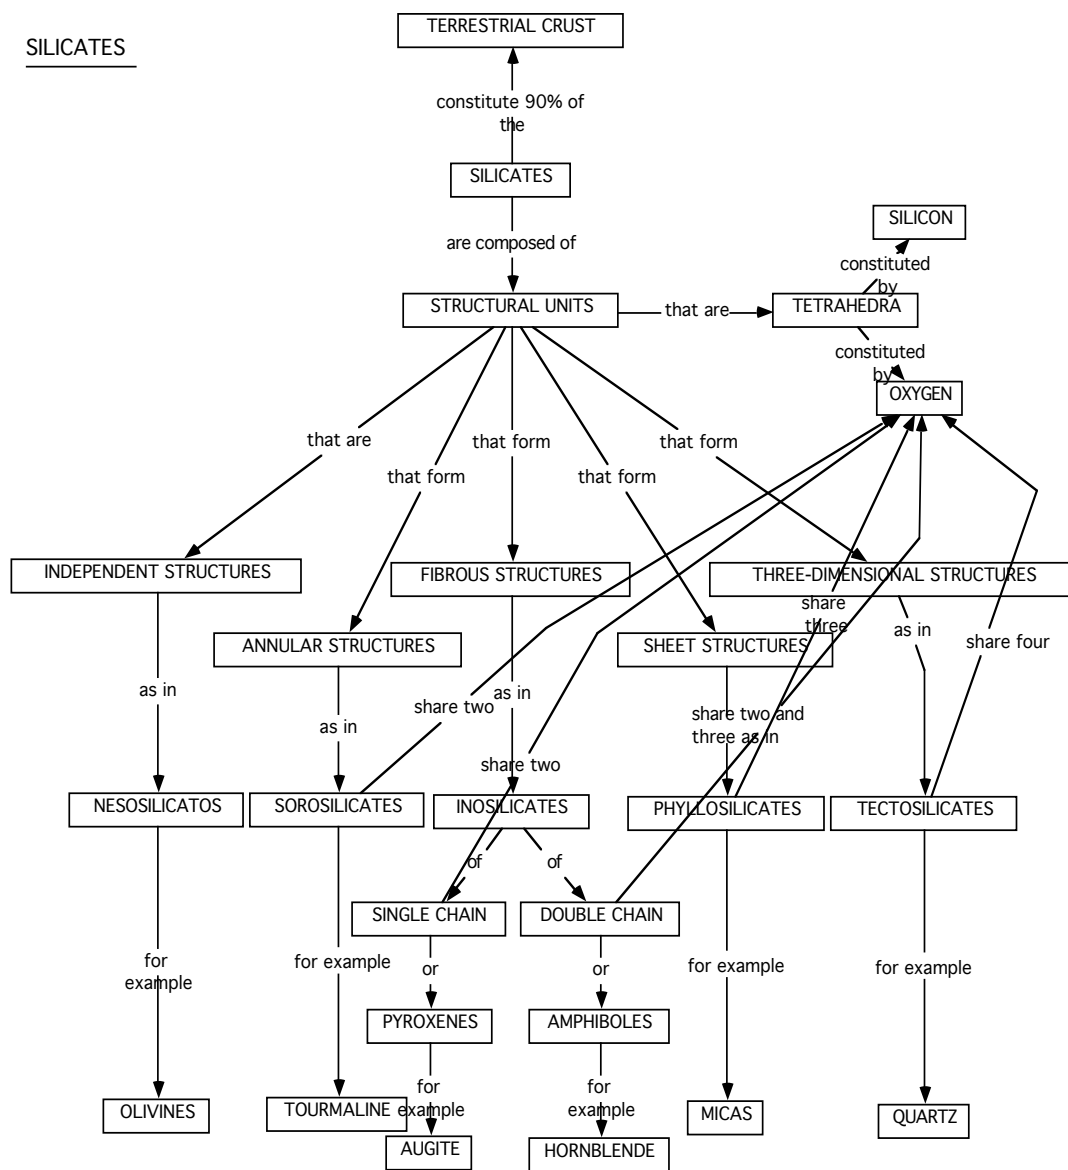 TERRESTRIAL CRUST
SILICATES
constitute 90% of
the
SILICATES
SILICON
are composed of
constituted
by
STRUCTURAL UNITS
that are
TETRAHEDRA
constituted
by
OXYGEN
that are
that form
that form
that form
that form
INDEPENDENT STRUCTURES
FIBROUS STRUCTURES
THREE-DIMENSIONAL STRUCTURES
share
three
ANNULAR STRUCTURES
SHEET STRUCTURES
as in
share four
as in
share two
as in
as in
share two and
three as in
share two
NESOSILICATOS
SOROSILICATES
INOSILICATES
PHYLLOSILICATES
TECTOSILICATES
of
of
SINGLE CHAIN
DOUBLE CHAIN
for
example
for example
or
or
for example
for example
PYROXENES
AMPHIBOLES
for
example
for
example
OLIVINES
TOURMALINE
MICAS
QUARTZ
AUGITE
HORNBLENDE